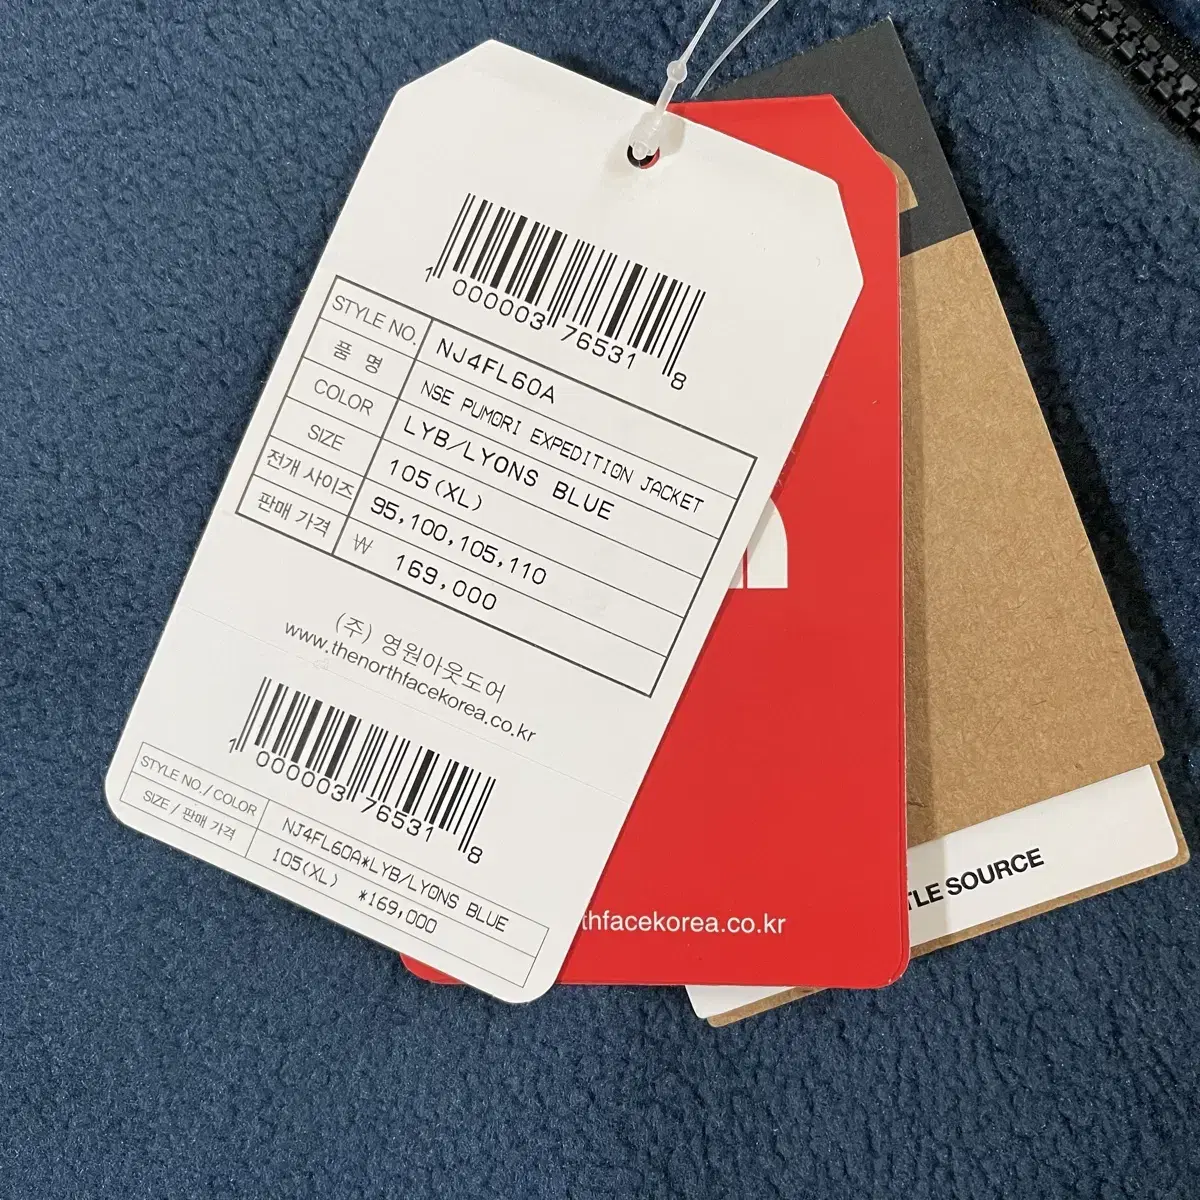 1 000003 76531 8
STYLE NO. NJ4FL60A
품 명 NSE PUMORI EXPEDITION JACKET
COLOR LYB/LYONS BLUE
SIZE 105(XL)
전개 사이즈 95,100,105,110
판매 가격 ₩ 169,000
(주) 영원아웃도어
www.thenorthfacekorea.co.kr
1 000003 76531 8
STYLE NO./COLOR NJ4FL60A*LYB/LYONS BLUE
SIZE / 판매 가격 105(XL) *169,000
thfacekorea.co.kr
TLE SOURCE